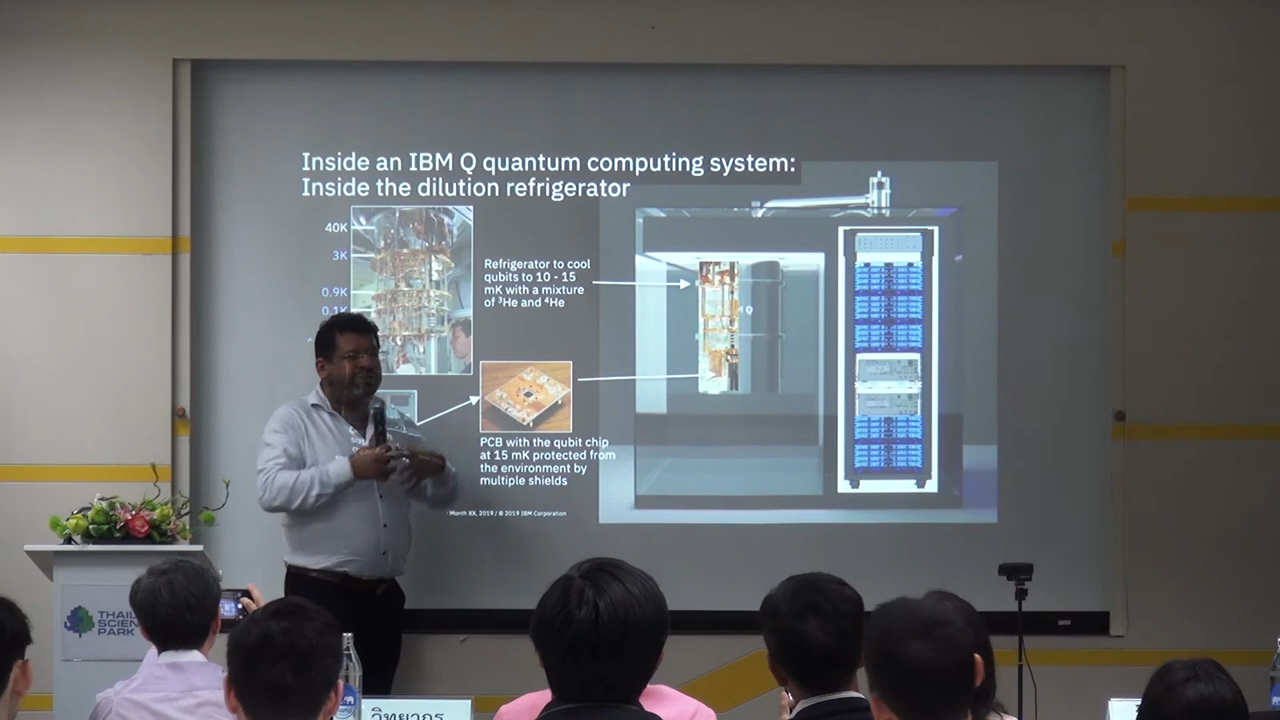 Inside an IBM Q quantum computing system:
Inside the dilution refrigerator
40K
3K
0.9K
0.1K
Refrigerator to cool
qubits to 10 - 15
mK with a mixture
of ³He and ⁴He
PCB with the qubit chip
at 15 mK protected from
the environment by
multiple shields
Month XX, 2019 / © 2019 IBM Corporation
PARK
วิทยากร